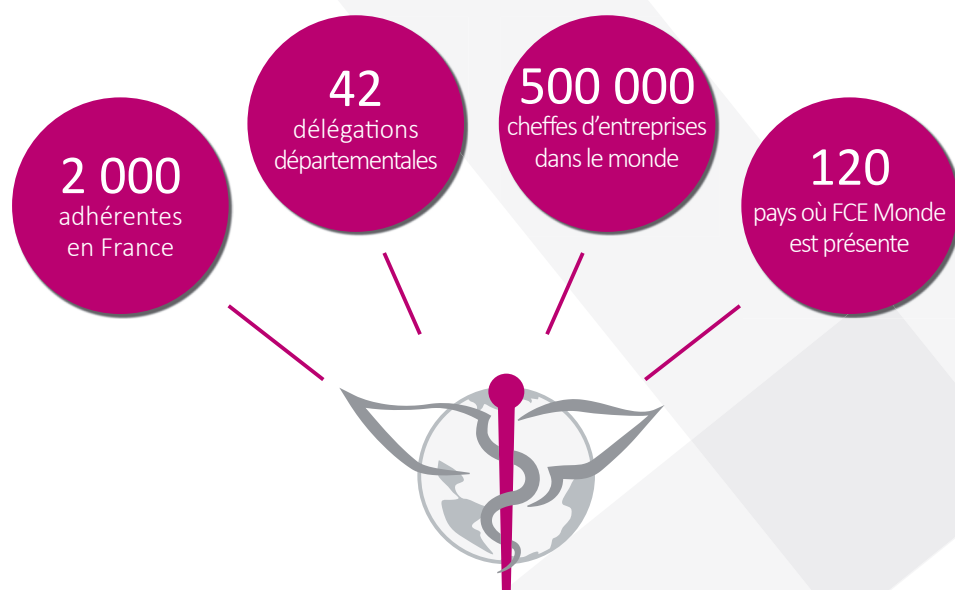 2 000
adhérentes
en France
42
délégations
départementales
500 000
cheffes d'entreprises
dans le monde
120
pays où FCE Monde
est présente